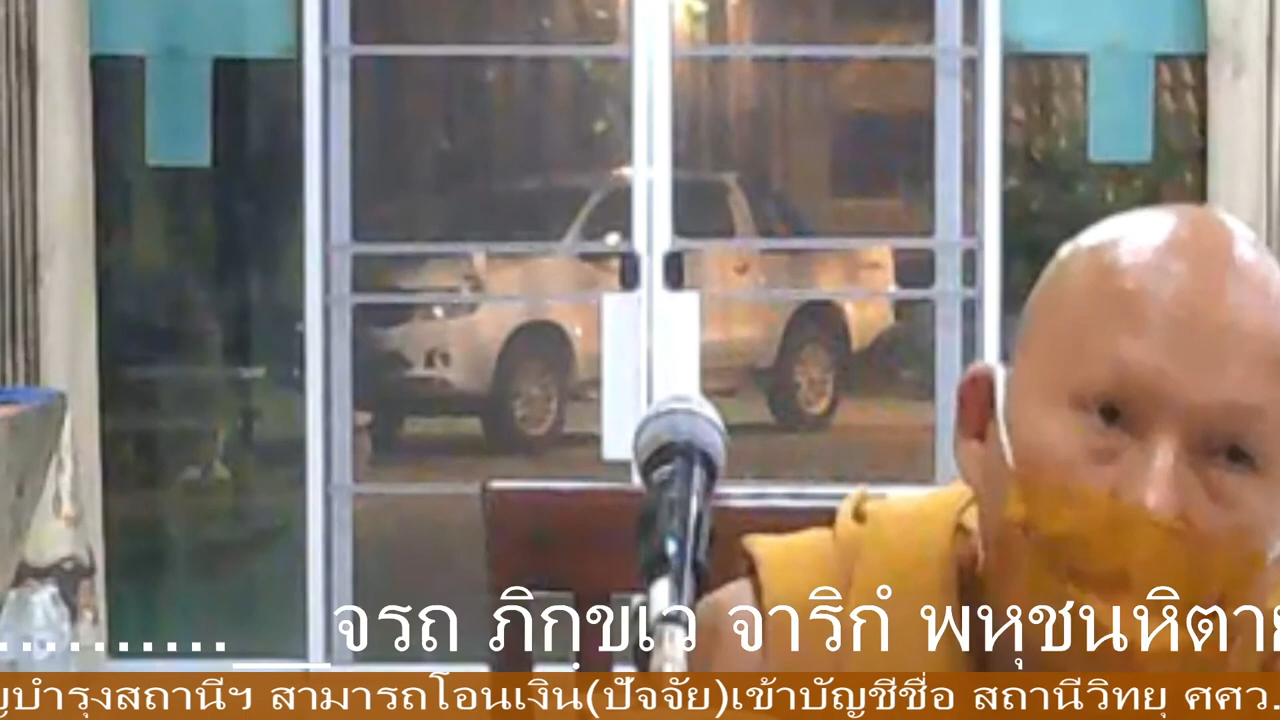 ..........__จรถ ภิกฺขเว จาริกํ พหุชนหิตาย
ญบำรุงสถานีฯ สามารถโอนเงิน(ปัจจัย)เข้าบัญชีชื่อ สถานีวิทยุ ศศว.